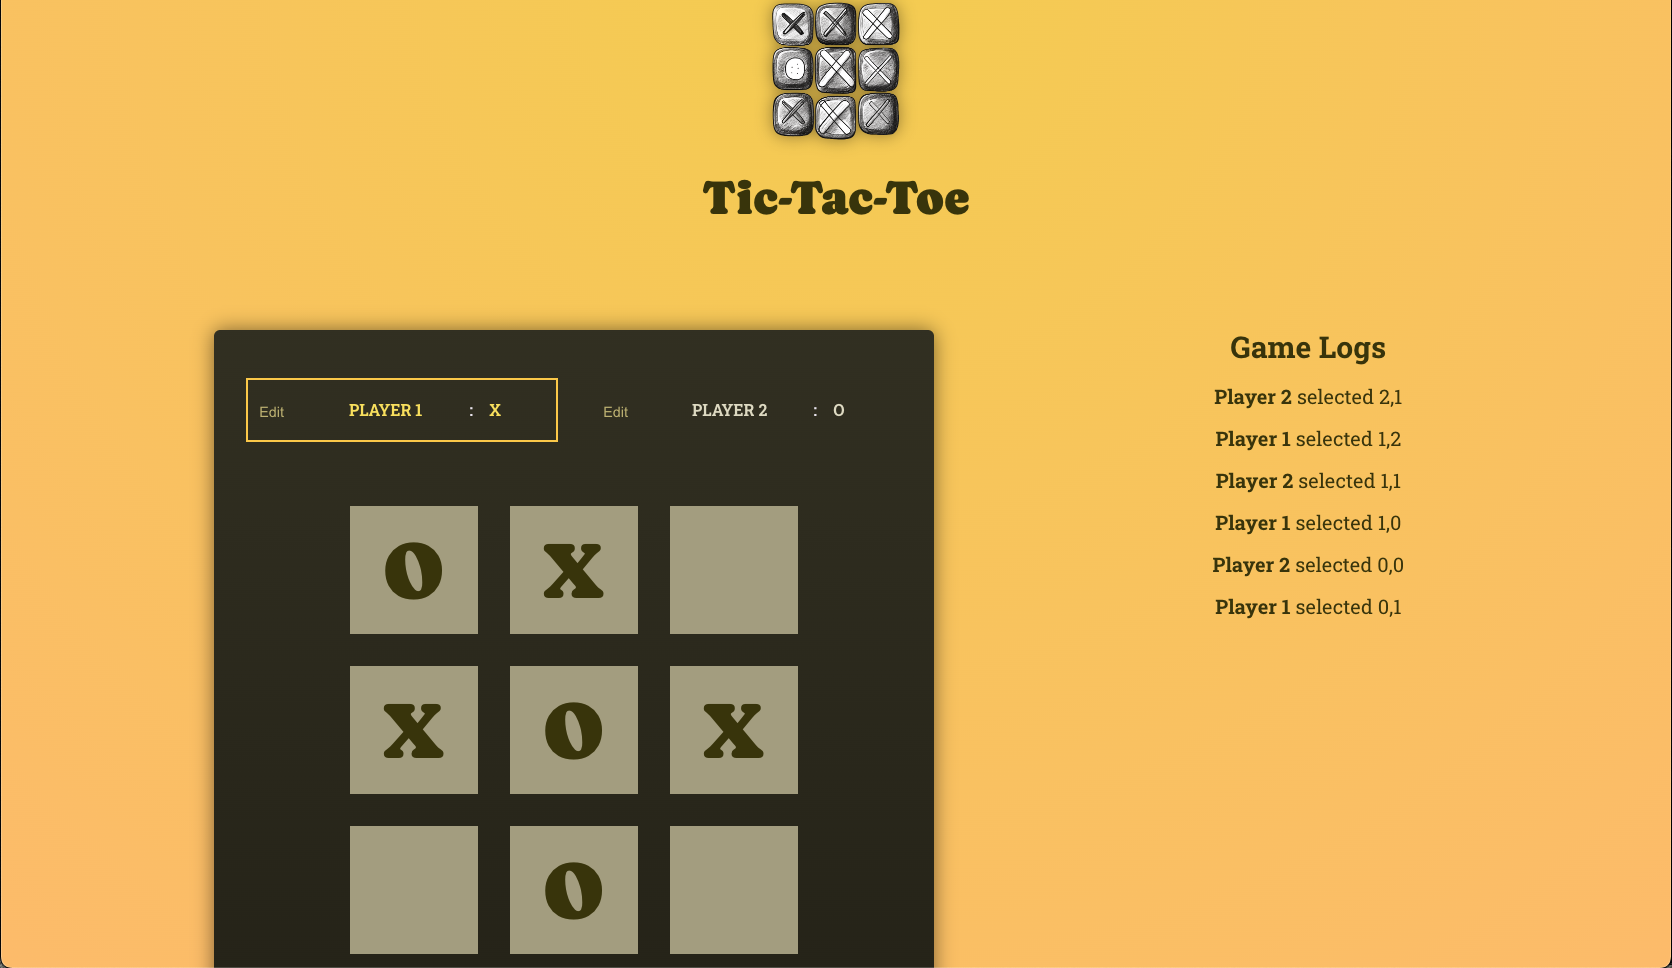 Tic-Tac-Toe
Edit PLAYER 1 : X Edit PLAYER 2 : O
O X
X O X
O
Game Logs
Player 2 selected 2,1
Player 1 selected 1,2
Player 2 selected 1,1
Player 1 selected 1,0
Player 2 selected 0,0
Player 1 selected 0,1